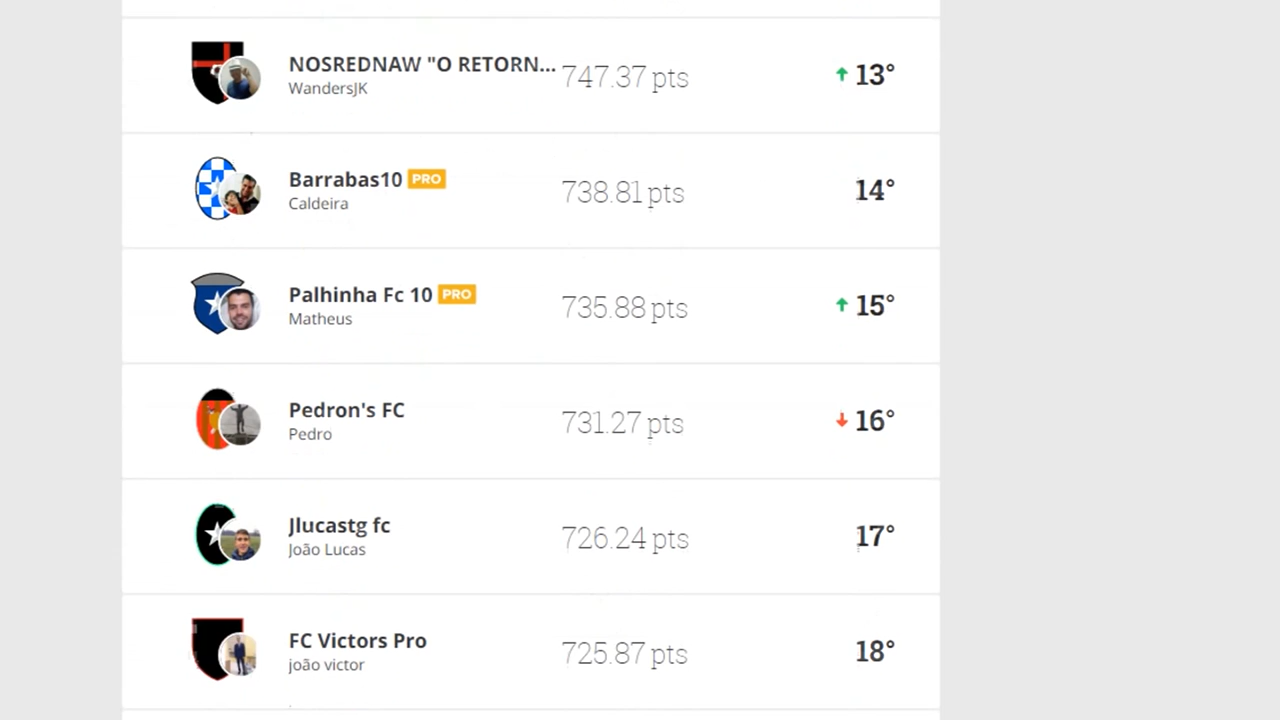 NOSREDNAW "O RETORN... 747.37 pts 13°
WandersJK
Barrabas10 PRO 738.81 pts 14°
Caldeira
Palhinha Fc 10 PRO 735.88 pts 15°
Matheus
Pedron's FC 731.27 pts 16°
Pedro
Jlucastg fc 726.24 pts 17°
João Lucas
FC Victors Pro 725.87 pts 18°
joão victor